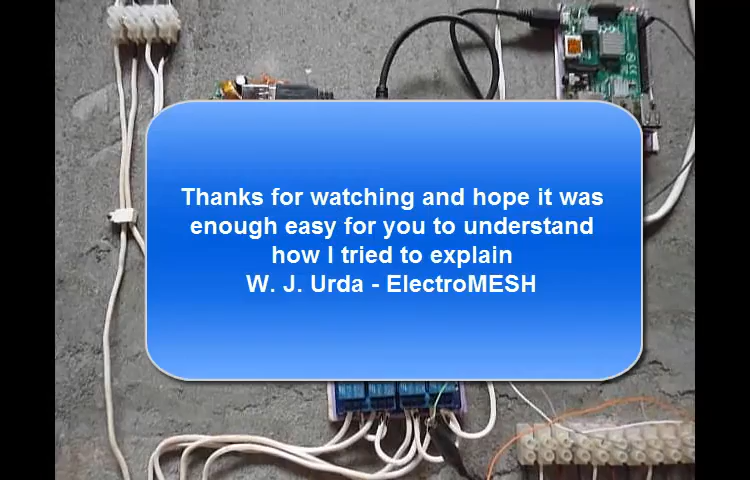 Thanks for watching and hope it was
enough easy for you to understand
how I tried to explain
W. J. Urda - ElectroMESH